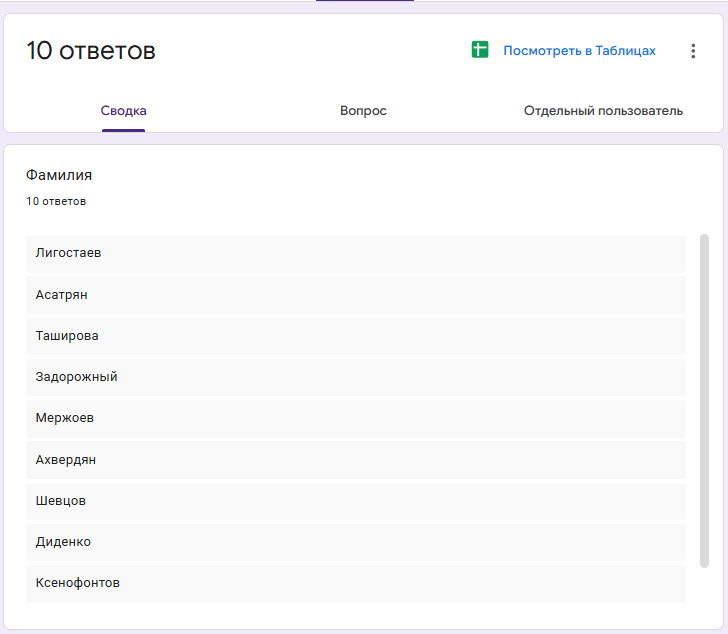 10 ответов
Посмотреть в Таблицах
Сводка Вопрос Отдельный пользователь
Фамилия
10 ответов
Лигостаев
Асатрян
Таширова
Задорожный
Мержоев
Ахвердян
Шевцов
Диденко
Ксенофонтов